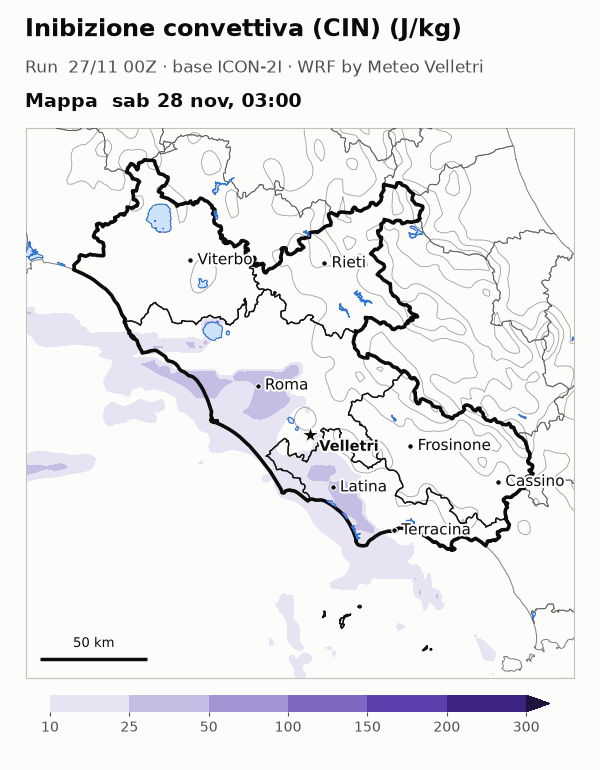 Inibizione convettiva (CIN) (J/kg)
Run 27/11 00Z · base ICON-2I · WRF by Meteo Velletri
Mappa sab 28 nov, 03:00
Viterbo
Rieti
Roma
Velletri
Frosinone
Cassino
Latina
Terracina
50 km
10 25 50 100 150 200 300